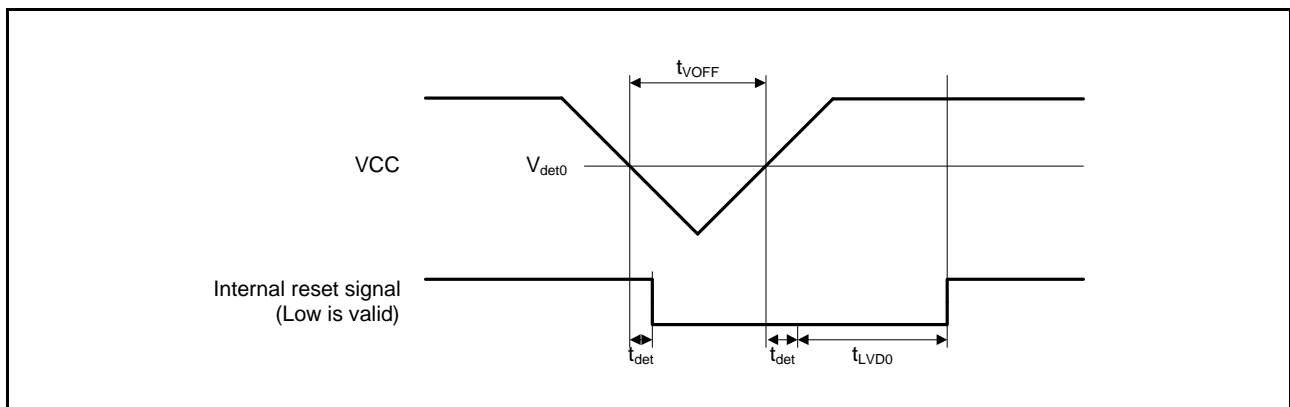 tVOFF
VCC
Vdet0
Internal reset signal
(Low is valid)
tdet
tdet
tLVD0